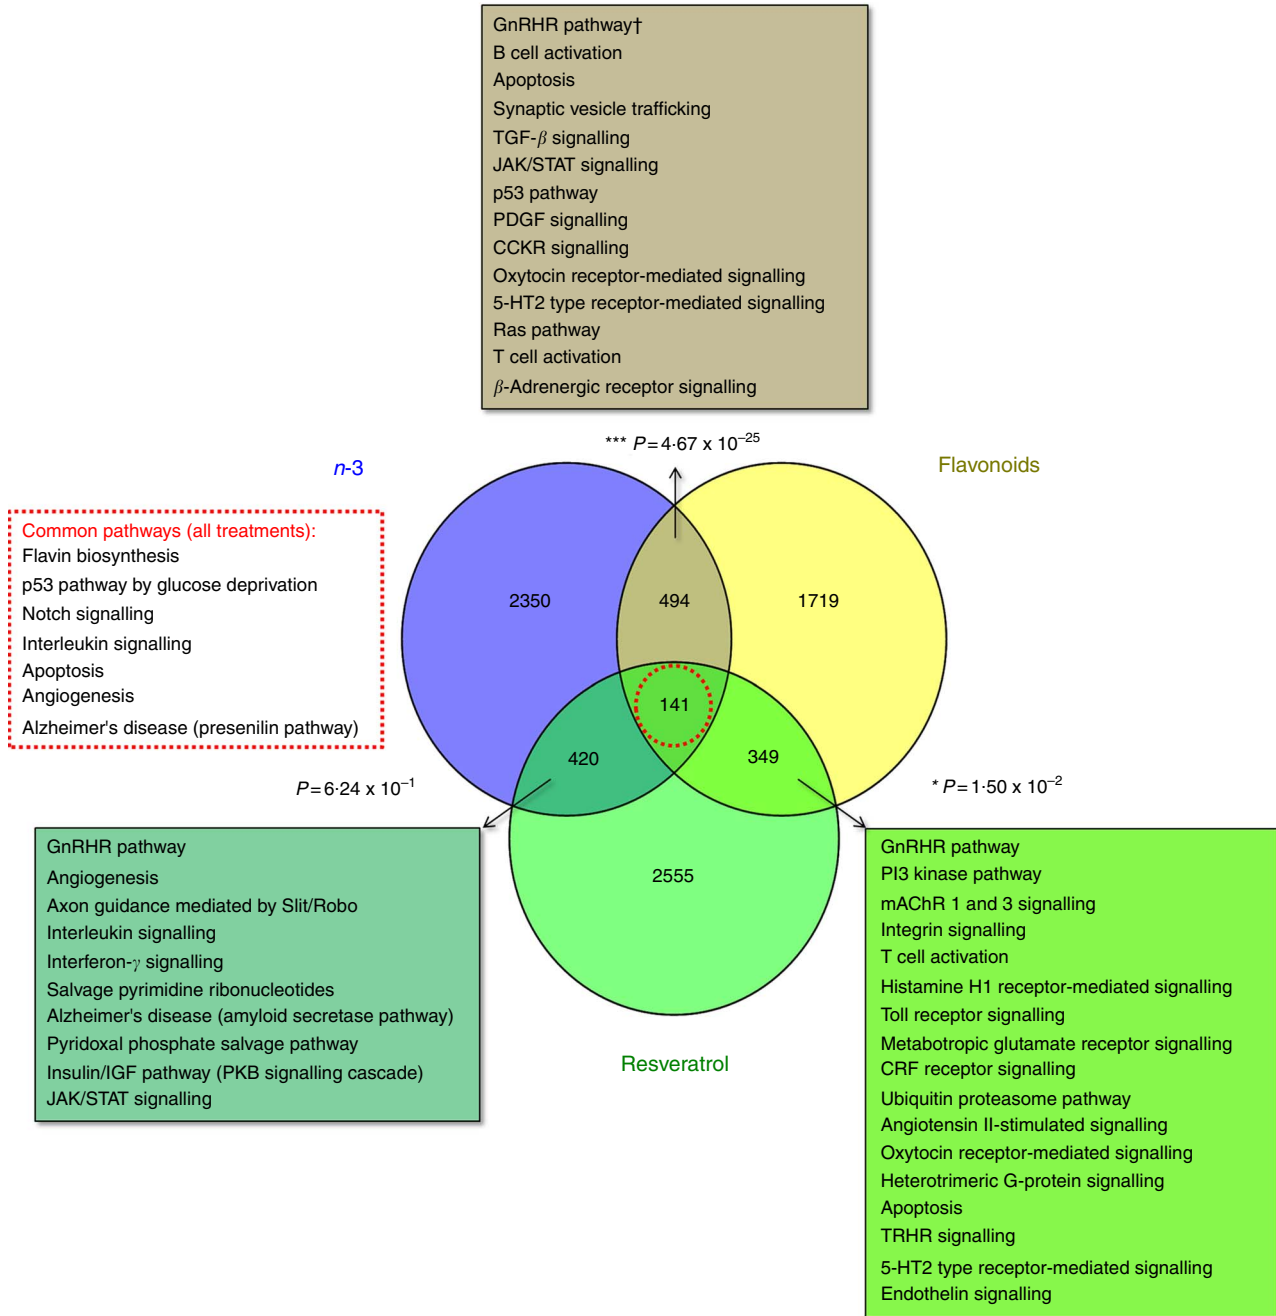 GnRHR pathway†
B cell activation
Apoptosis
Synaptic vesicle trafficking
TGF-β signalling
JAK/STAT signalling
p53 pathway
PDGF signalling
CCKR signalling
Oxytocin receptor-mediated signalling
5-HT2 type receptor-mediated signalling
Ras pathway
T cell activation
β-Adrenergic receptor signalling
*** P=4·67 x 10⁻²⁵
n-3
Flavonoids
Common pathways (all treatments):
Flavin biosynthesis
p53 pathway by glucose deprivation
Notch signalling
Interleukin signalling
Apoptosis
Angiogenesis
Alzheimer's disease (presenilin pathway)
2350
494
1719
141
420
349
P=6·24 x 10⁻¹
* P=1·50 x 10⁻²
2555
Resveratrol
GnRHR pathway
Angiogenesis
Axon guidance mediated by Slit/Robo
Interleukin signalling
Interferon-γ signalling
Salvage pyrimidine ribonucleotides
Alzheimer's disease (amyloid secretase pathway)
Pyridoxal phosphate salvage pathway
Insulin/IGF pathway (PKB signalling cascade)
JAK/STAT signalling
GnRHR pathway
PI3 kinase pathway
mAChR 1 and 3 signalling
Integrin signalling
T cell activation
Histamine H1 receptor-mediated signalling
Toll receptor signalling
Metabotropic glutamate receptor signalling
CRF receptor signalling
Ubiquitin proteasome pathway
Angiotensin II-stimulated signalling
Oxytocin receptor-mediated signalling
Heterotrimeric G-protein signalling
Apoptosis
TRHR signalling
5-HT2 type receptor-mediated signalling
Endothelin signalling